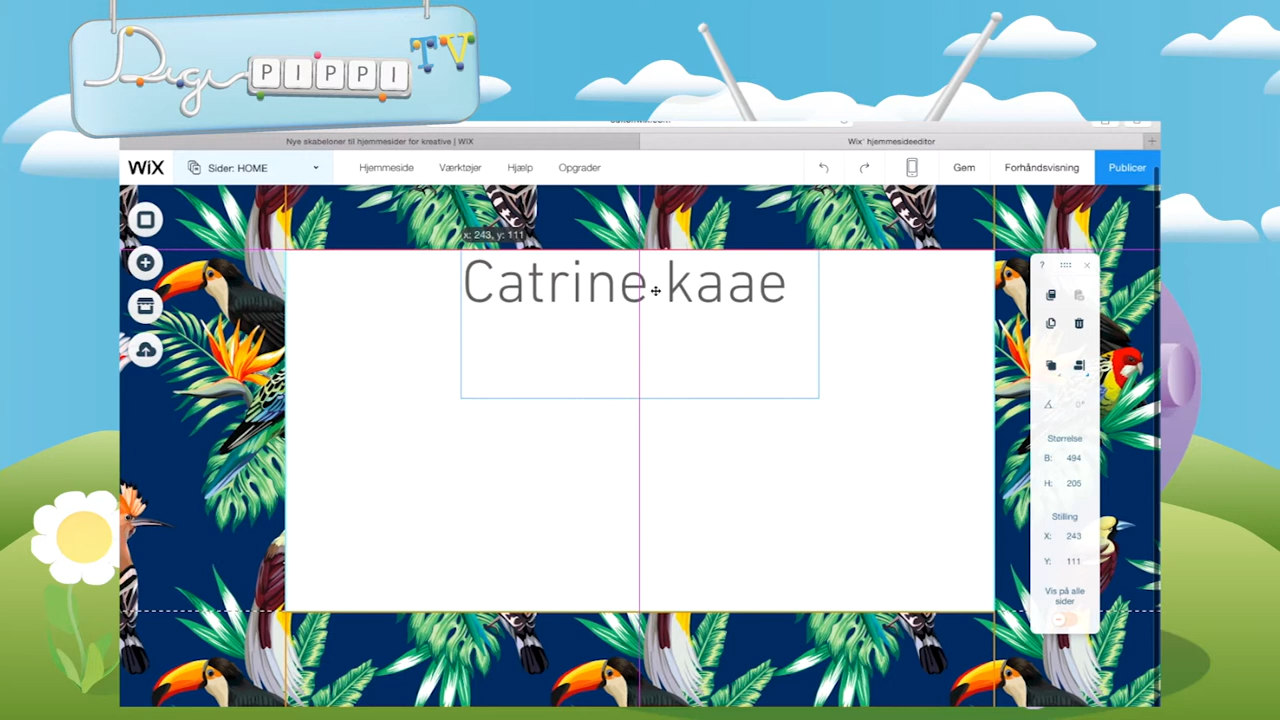 Digi PIPPI TV
Nye skabeloner til hjemmesider for kreative | WIX
Wix' hjemmesideeditor
WiX
Sider: HOME
Hjemmeside
Værktøjer
Hjælp
Opgrader
Gem
Forhåndsvisning
Publicer
x: 243, y: 111
Catrine kaae
?
0°
Størrelse
B: 494
H: 205
Stilling
X: 243
Y: 111
Vis på alle
sider